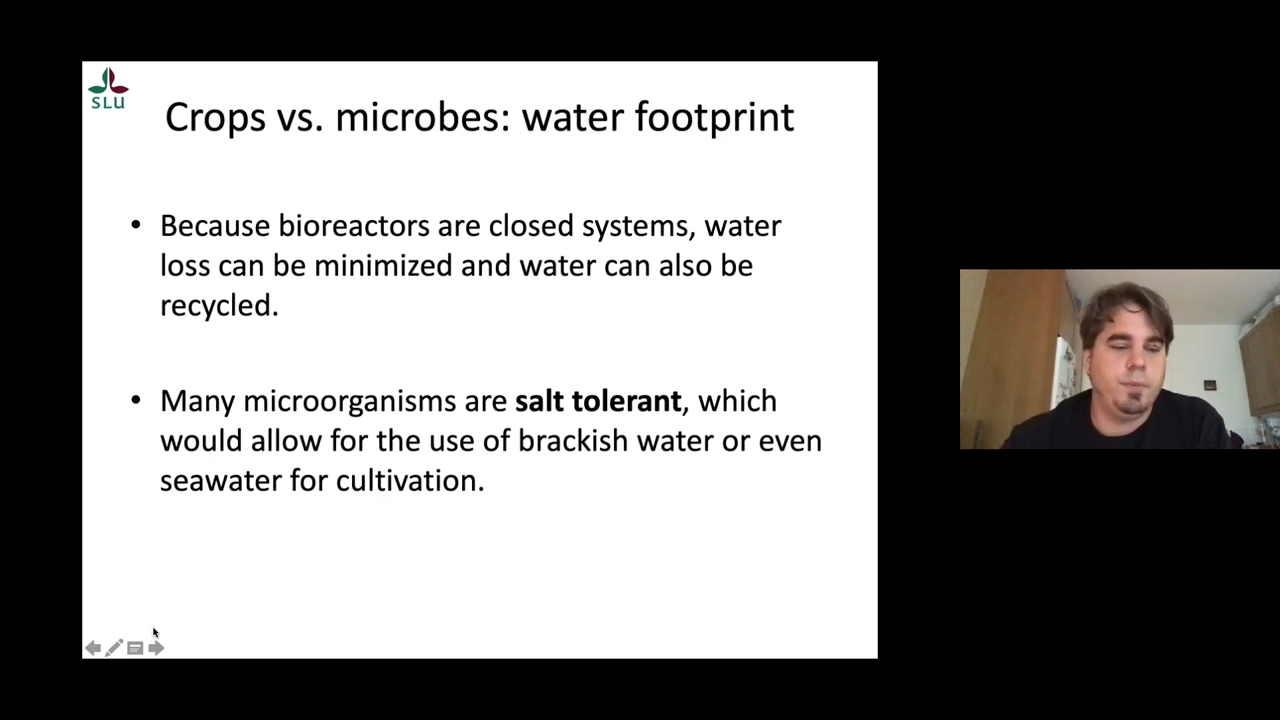 SLU
Crops vs. microbes: water footprint
• Because bioreactors are closed systems, water
loss can be minimized and water can also be
recycled.
• Many microorganisms are salt tolerant, which
would allow for the use of brackish water or even
seawater for cultivation.